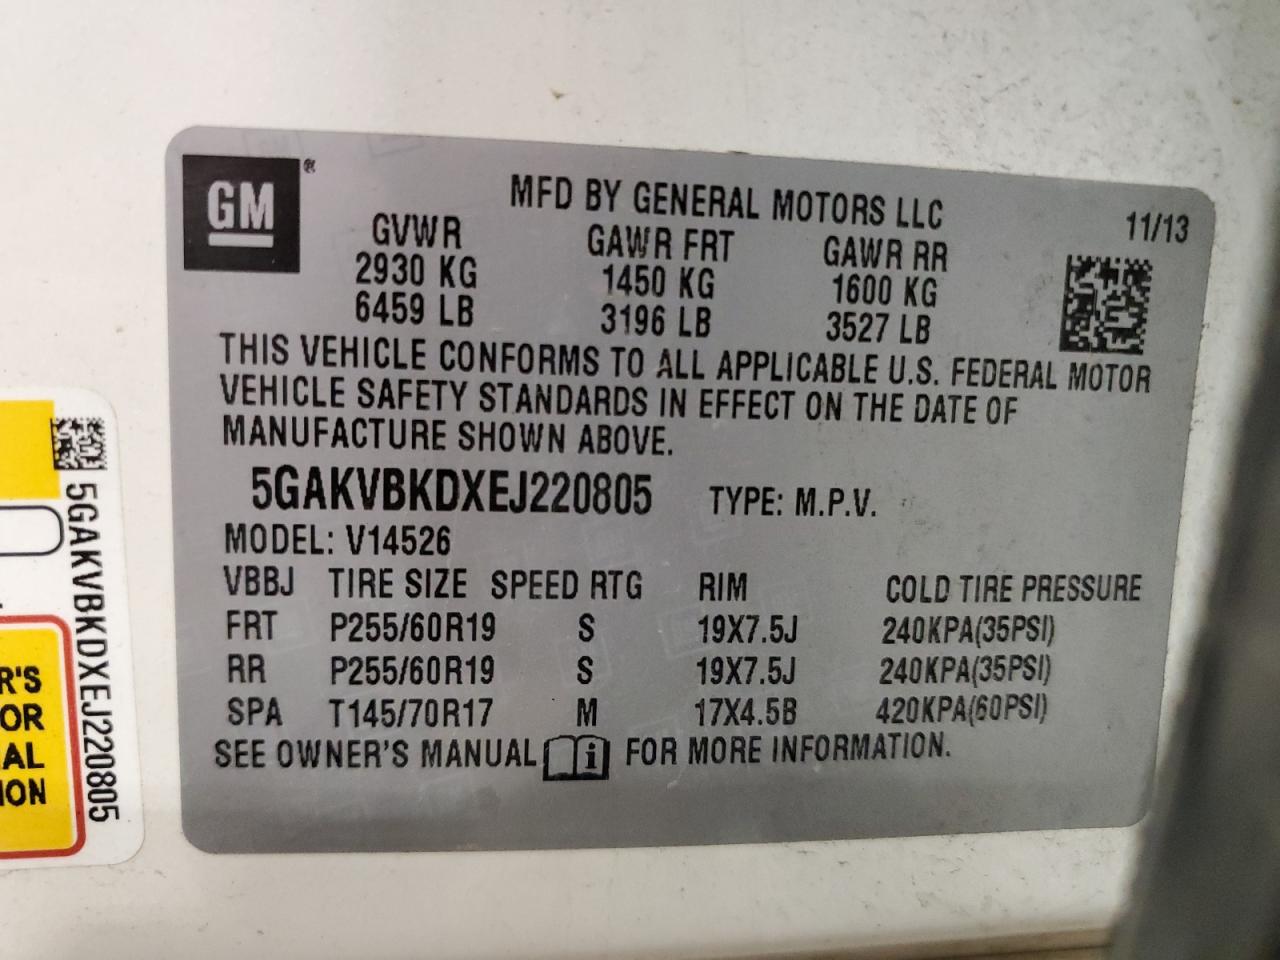 GM
®
MFD BY GENERAL MOTORS LLC
11/13
GVWR GAWR FRT GAWR RR
2930 KG 1450 KG 1600 KG
6459 LB 3196 LB 3527 LB
THIS VEHICLE CONFORMS TO ALL APPLICABLE U.S. FEDERAL MOTOR
VEHICLE SAFETY STANDARDS IN EFFECT ON THE DATE OF
MANUFACTURE SHOWN ABOVE.
5GAKVBKDXEJ220805 TYPE: M.P.V.
MODEL: V14526
VBBJ TIRE SIZE SPEED RTG RIM COLD TIRE PRESSURE
FRT P255/60R19 S 19X7.5J 240KPA(35PSI)
RR P255/60R19 S 19X7.5J 240KPA(35PSI)
SPA T145/70R17 M 17X4.5B 420KPA(60PSI)
SEE OWNER'S MANUAL i FOR MORE INFORMATION.
5GAKVBKDXEJ220805
R'S
OR
AL
ION